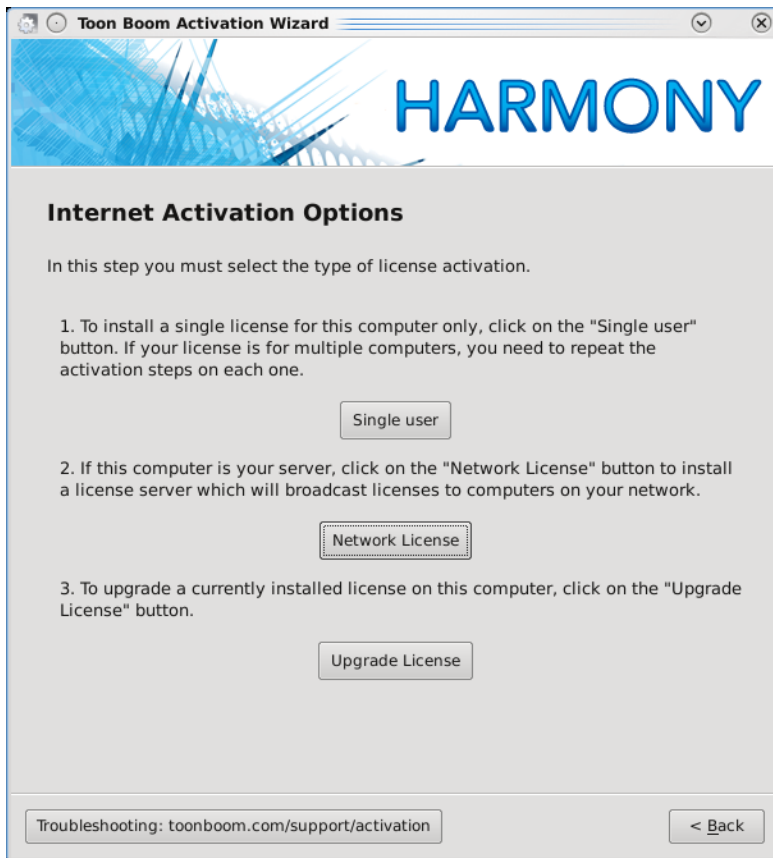 Toon Boom Activation Wizard
HARMONY
Internet Activation Options
In this step you must select the type of license activation.
1. To install a single license for this computer only, click on the "Single user"
button. If your license is for multiple computers, you need to repeat the
activation steps on each one.
Single user
2. If this computer is your server, click on the "Network License" button to install
a license server which will broadcast licenses to computers on your network.
Network License
3. To upgrade a currently installed license on this computer, click on the "Upgrade
License" button.
Upgrade License
Troubleshooting: toonboom.com/support/activation
< Back